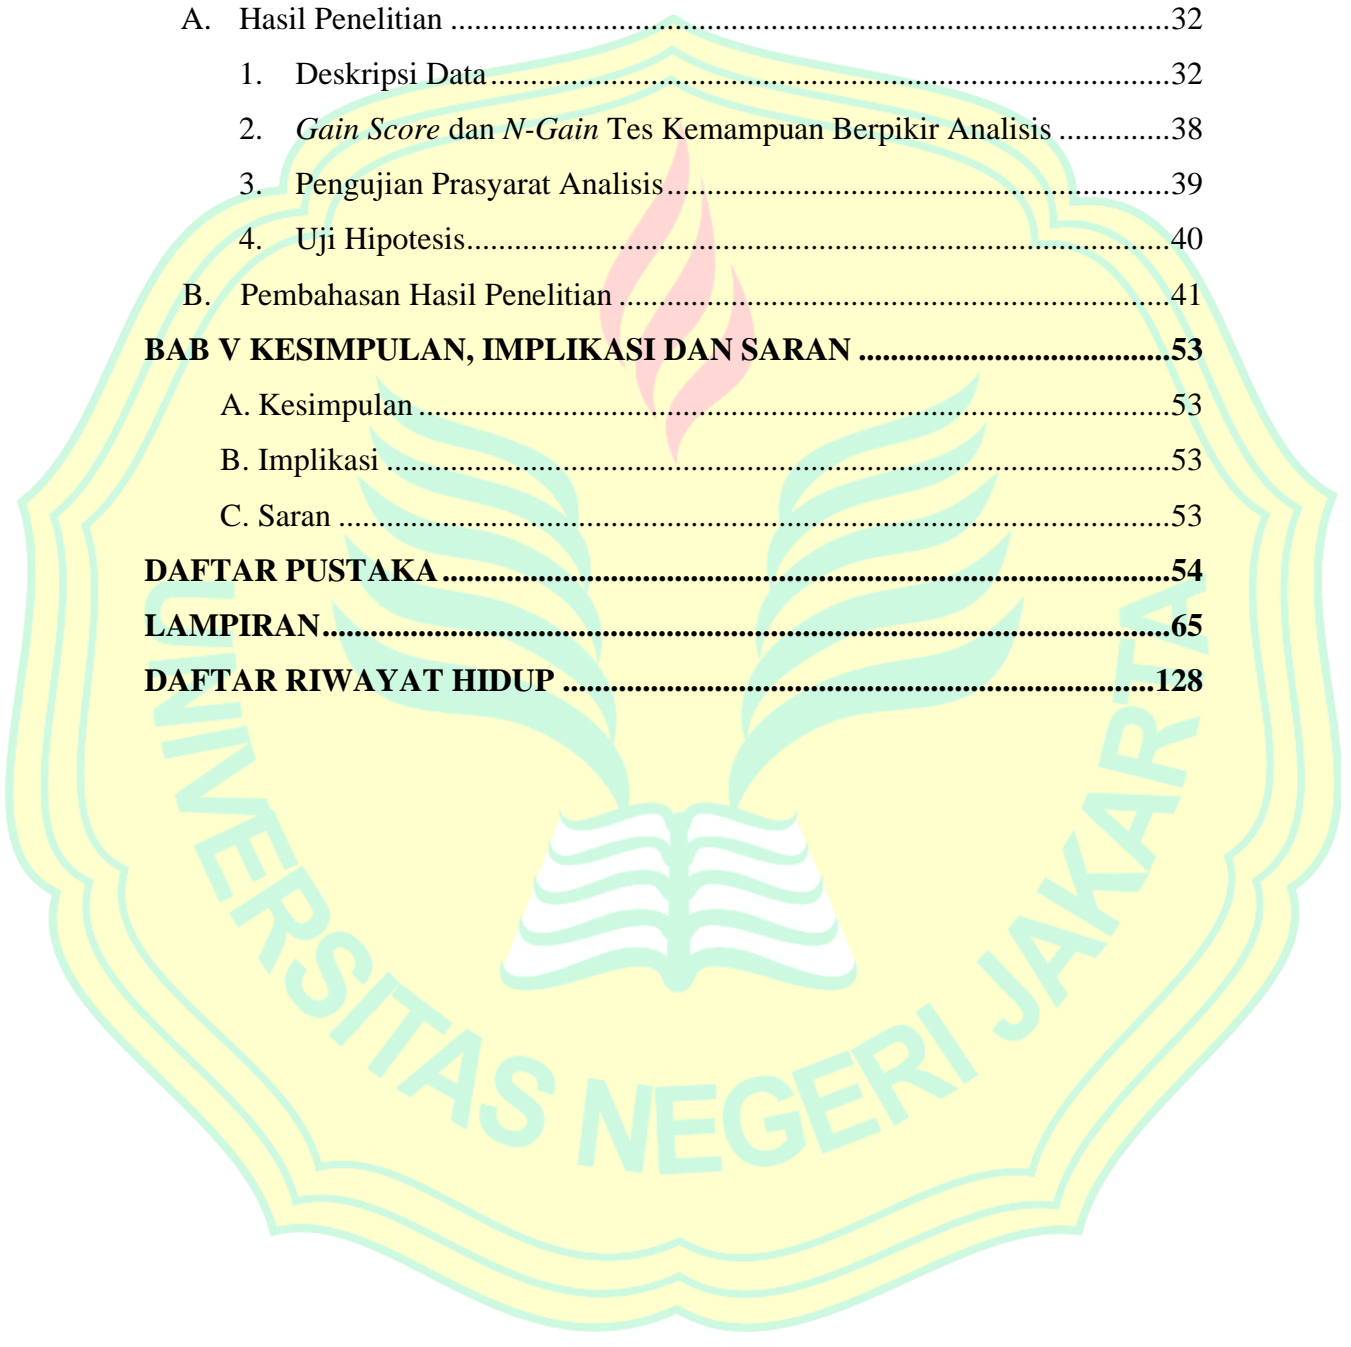 A. Hasil Penelitian ........................................................................................... 32
1. Deskripsi Data ...................................................................................... 32
2. Gain Score dan N-Gain Tes Kemampuan Berpikir Analisis .............. 38
3. Pengujian Prasyarat Analisis ................................................................ 39
4. Uji Hipotesis ......................................................................................... 40
B. Pembahasan Hasil Penelitian ...................................................................... 41
BAB V KESIMPULAN, IMPLIKASI DAN SARAN ....................................... 53
A. Kesimpulan ................................................................................................ 53
B. Implikasi .................................................................................................... 53
C. Saran .......................................................................................................... 53
DAFTAR PUSTAKA ........................................................................................... 54
LAMPIRAN ......................................................................................................... 65
DAFTAR RIWAYAT HIDUP .......................................................................... 128
UNIVERSITAS NEGERI JAKARTA